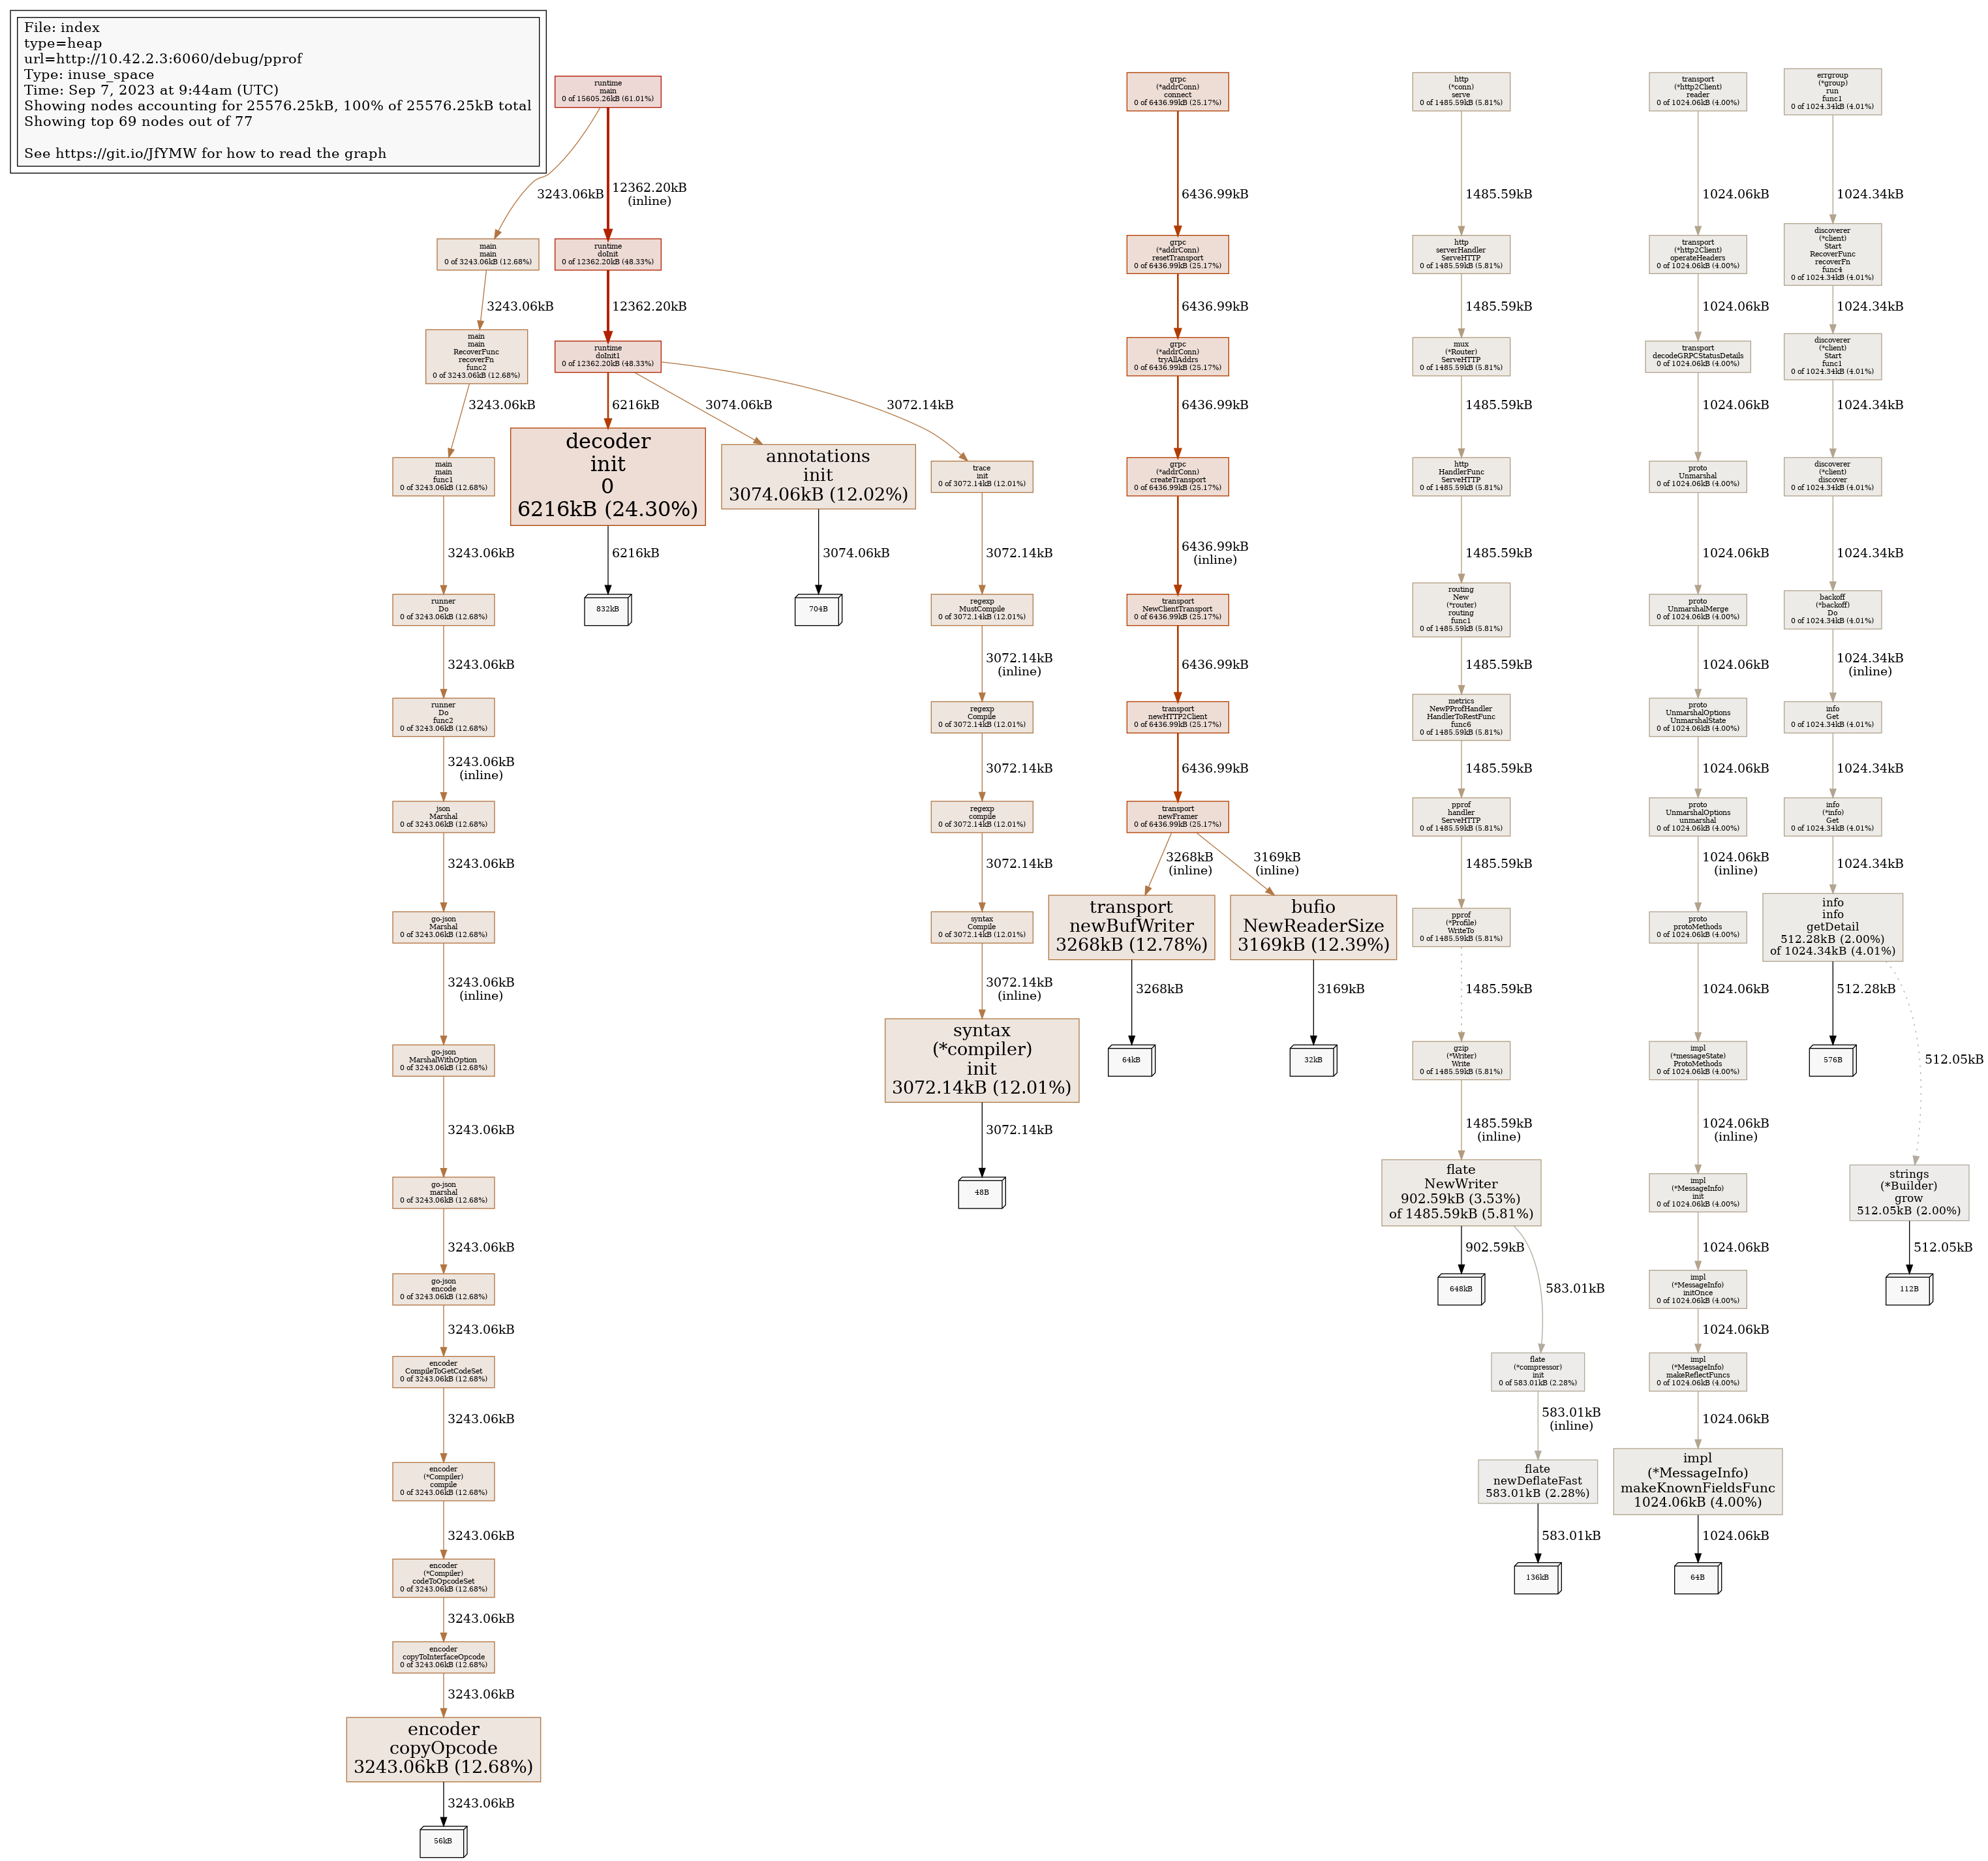 File: index
type=heap
url=http://10.42.2.3:6060/debug/pprof
Type: inuse_space
Time: Sep 7, 2023 at 9:44am (UTC)
Showing nodes accounting for 25576.25kB, 100% of 25576.25kB total
Showing top 69 nodes out of 77
See https://git.io/JfYMW for how to read the graph
runtime
main
0 of 15605.26kB (61.01%)
3243.06kB
12362.20kB
(inline)
main
main
0 of 3243.06kB (12.68%)
3243.06kB
main
main
RecoverFunc
recoverFn
func2
0 of 3243.06kB (12.68%)
3243.06kB
main
main
func1
0 of 3243.06kB (12.68%)
3243.06kB
runner
Do
0 of 3243.06kB (12.68%)
3243.06kB
runner
Do
func2
0 of 3243.06kB (12.68%)
3243.06kB
(inline)
json
Marshal
0 of 3243.06kB (12.68%)
3243.06kB
go-json
Marshal
0 of 3243.06kB (12.68%)
3243.06kB
(inline)
go-json
MarshalWithOption
0 of 3243.06kB (12.68%)
3243.06kB
go-json
marshal
0 of 3243.06kB (12.68%)
3243.06kB
go-json
encode
0 of 3243.06kB (12.68%)
3243.06kB
encoder
CompileToGetCodeSet
0 of 3243.06kB (12.68%)
3243.06kB
encoder
(*Compiler)
compile
0 of 3243.06kB (12.68%)
3243.06kB
encoder
(*Compiler)
codeToOpcodeSet
0 of 3243.06kB (12.68%)
3243.06kB
encoder
copyToInterfaceOpcode
0 of 3243.06kB (12.68%)
3243.06kB
encoder
copyOpcode
3243.06kB (12.68%)
3243.06kB
56kB
runtime
doInit
0 of 12362.20kB (48.33%)
12362.20kB
runtime
doInit1
0 of 12362.20kB (48.33%)
6216kB
3074.06kB
3072.14kB
decoder
init
0
6216kB (24.30%)
6216kB
832kB
annotations
init
3074.06kB (12.02%)
3074.06kB
704B
trace
init
0 of 3072.14kB (12.01%)
3072.14kB
regexp
MustCompile
0 of 3072.14kB (12.01%)
3072.14kB
(inline)
regexp
Compile
0 of 3072.14kB (12.01%)
3072.14kB
regexp
compile
0 of 3072.14kB (12.01%)
3072.14kB
syntax
Compile
0 of 3072.14kB (12.01%)
3072.14kB
(inline)
syntax
(*compiler)
init
3072.14kB (12.01%)
3072.14kB
48B
grpc
(*addrConn)
connect
0 of 6436.99kB (25.17%)
6436.99kB
grpc
(*addrConn)
resetTransport
0 of 6436.99kB (25.17%)
6436.99kB
grpc
(*addrConn)
tryAllAddrs
0 of 6436.99kB (25.17%)
6436.99kB
grpc
(*addrConn)
createTransport
0 of 6436.99kB (25.17%)
6436.99kB
(inline)
transport
NewClientTransport
0 of 6436.99kB (25.17%)
6436.99kB
transport
newHTTP2Client
0 of 6436.99kB (25.17%)
6436.99kB
transport
newFramer
0 of 6436.99kB (25.17%)
3268kB
(inline)
3169kB
(inline)
transport
newBufWriter
3268kB (12.78%)
3268kB
64kB
bufio
NewReaderSize
3169kB (12.39%)
3169kB
32kB
http
(*conn)
serve
0 of 1485.59kB (5.81%)
1485.59kB
http
serverHandler
ServeHTTP
0 of 1485.59kB (5.81%)
1485.59kB
mux
(*Router)
ServeHTTP
0 of 1485.59kB (5.81%)
1485.59kB
http
HandlerFunc
ServeHTTP
0 of 1485.59kB (5.81%)
1485.59kB
routing
New
(*router)
routing
func1
0 of 1485.59kB (5.81%)
1485.59kB
metrics
NewPProfHandler
HandlerToRestFunc
func6
0 of 1485.59kB (5.81%)
1485.59kB
pprof
handler
ServeHTTP
0 of 1485.59kB (5.81%)
1485.59kB
pprof
(*Profile)
WriteTo
0 of 1485.59kB (5.81%)
1485.59kB
gzip
(*Writer)
Write
0 of 1485.59kB (5.81%)
1485.59kB
(inline)
flate
NewWriter
902.59kB (3.53%)
of 1485.59kB (5.81%)
902.59kB
648kB
583.01kB
flate
(*compressor)
init
0 of 583.01kB (2.28%)
583.01kB
(inline)
flate
newDeflateFast
583.01kB (2.28%)
583.01kB
136kB
transport
(*http2Client)
reader
0 of 1024.06kB (4.00%)
1024.06kB
transport
(*http2Client)
operateHeaders
0 of 1024.06kB (4.00%)
1024.06kB
transport
decodeGRPCStatusDetails
0 of 1024.06kB (4.00%)
1024.06kB
proto
Unmarshal
0 of 1024.06kB (4.00%)
1024.06kB
proto
UnmarshalMerge
0 of 1024.06kB (4.00%)
1024.06kB
proto
UnmarshalOptions
UnmarshalState
0 of 1024.06kB (4.00%)
1024.06kB
proto
UnmarshalOptions
unmarshal
0 of 1024.06kB (4.00%)
1024.06kB
(inline)
proto
protoMethods
0 of 1024.06kB (4.00%)
1024.06kB
impl
(*messageState)
ProtoMethods
0 of 1024.06kB (4.00%)
1024.06kB
(inline)
impl
(*MessageInfo)
init
0 of 1024.06kB (4.00%)
1024.06kB
impl
(*MessageInfo)
initOnce
0 of 1024.06kB (4.00%)
1024.06kB
impl
(*MessageInfo)
makeReflectFuncs
0 of 1024.06kB (4.00%)
1024.06kB
impl
(*MessageInfo)
makeKnownFieldsFunc
1024.06kB (4.00%)
1024.06kB
64B
errgroup
(*group)
run
func1
0 of 1024.34kB (4.01%)
1024.34kB
discoverer
(*client)
Start
RecoverFunc
recoverFn
func4
0 of 1024.34kB (4.01%)
1024.34kB
discoverer
(*client)
Start
func1
0 of 1024.34kB (4.01%)
1024.34kB
discoverer
(*client)
discover
0 of 1024.34kB (4.01%)
1024.34kB
backoff
(*backoff)
Do
0 of 1024.34kB (4.01%)
1024.34kB
(inline)
info
Get
0 of 1024.34kB (4.01%)
1024.34kB
info
(*info)
Get
0 of 1024.34kB (4.01%)
1024.34kB
info
info
getDetail
512.28kB (2.00%)
of 1024.34kB (4.01%)
512.28kB
576B
512.05kB
strings
(*Builder)
grow
512.05kB (2.00%)
512.05kB
112B